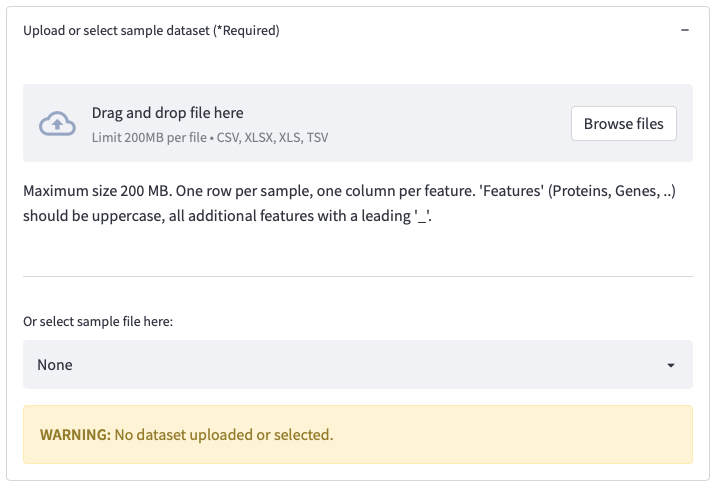 Upload or select sample dataset (*Required)
Drag and drop file here
Limit 200MB per file • CSV, XLSX, XLS, TSV
Browse files
Maximum size 200 MB. One row per sample, one column per feature. 'Features' (Proteins, Genes, ..)
should be uppercase, all additional features with a leading '_'.
Or select sample file here:
None
WARNING: No dataset uploaded or selected.